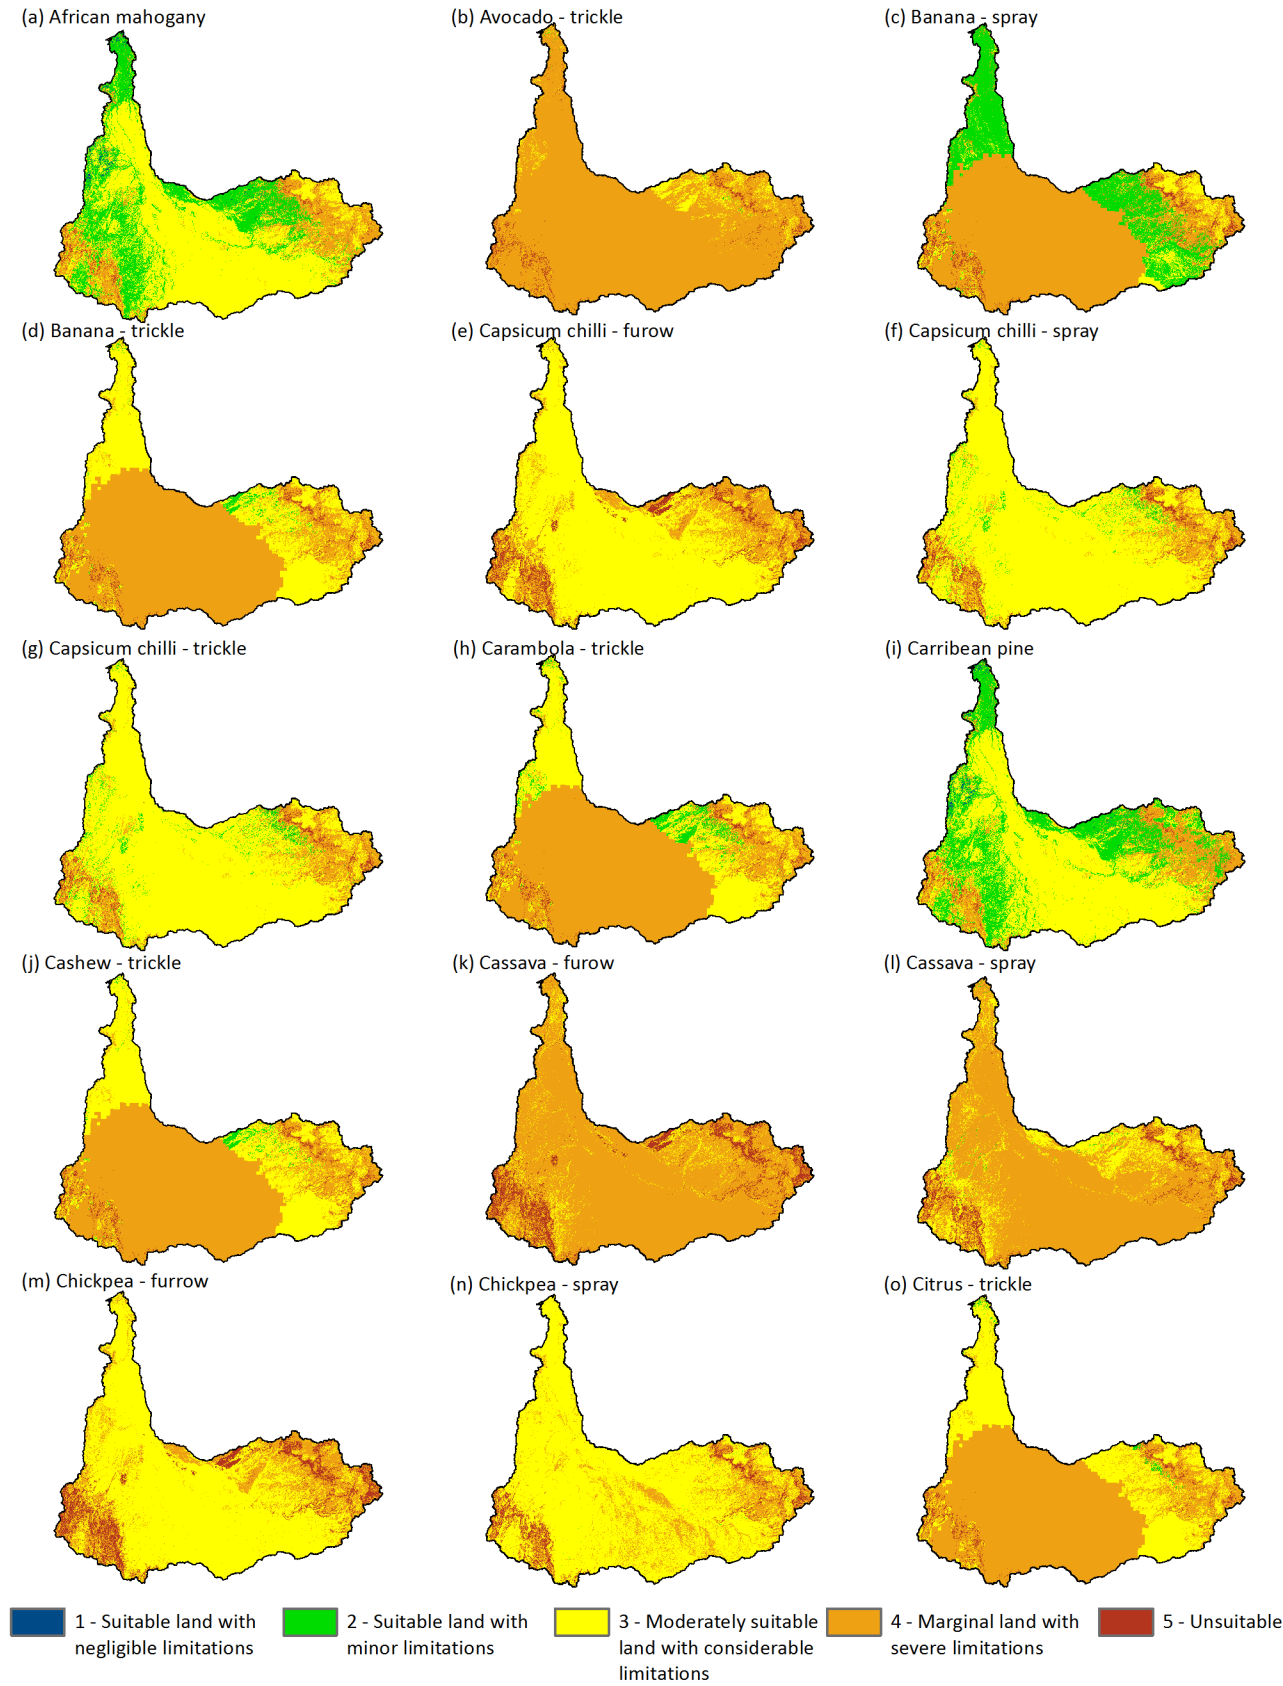 (a) African mahogany
(b) Avocado - trickle
(c) Banana - spray
(d) Banana - trickle
(e) Capsicum chilli - furow
(f) Capsicum chilli - spray
(g) Capsicum chilli - trickle
(h) Carambola - trickle
(i) Carribean pine
(j) Cashew - trickle
(k) Cassava - furow
(l) Cassava - spray
(m) Chickpea - furrow
(n) Chickpea - spray
(o) Citrus - trickle
1 - Suitable land with
negligible limitations
2 - Suitable land with
minor limitations
3 - Moderately suitable
land with considerable
limitations
4 - Marginal land with
severe limitations
5 - Unsuitable